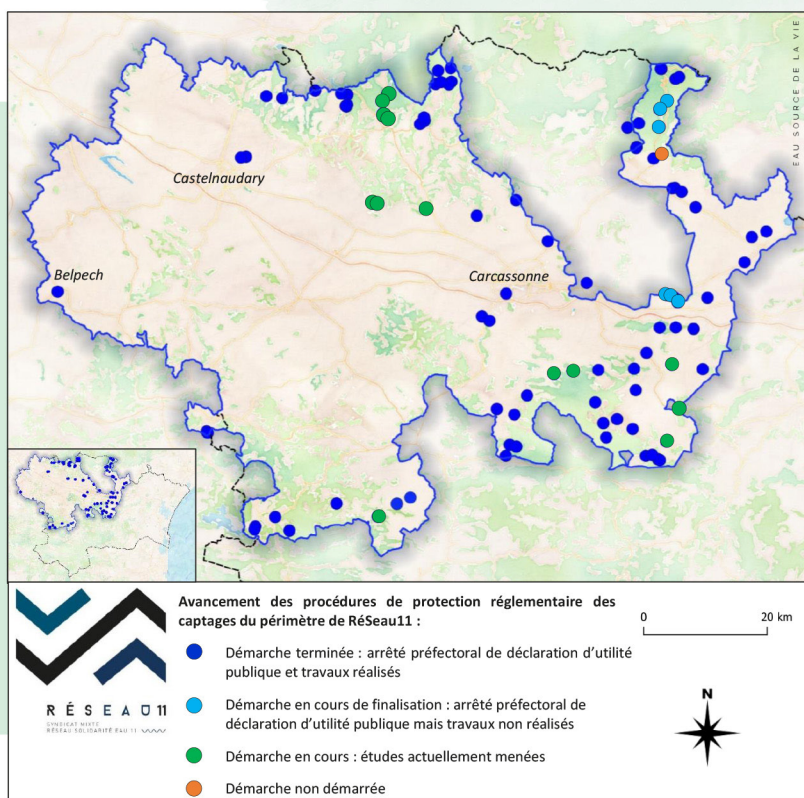 EAU SOURCE DE LA VIE
Castelnaudary
Belpech
Carcassonne
Avancement des procédures de protection réglementaire des
captages du périmètre de RéSeau11 :
0 20 km
Démarche terminée : arrêté préfectoral de déclaration d'utilité
publique et travaux réalisés
Démarche en cours de finalisation : arrêté préfectoral de
déclaration d'utilité publique mais travaux non réalisés
Démarche en cours : études actuellement menées
Démarche non démarrée
N
RÉSEAU11
SYNDICAT MIXTE
RÉSEAU SOLIDARITÉ EAU 11